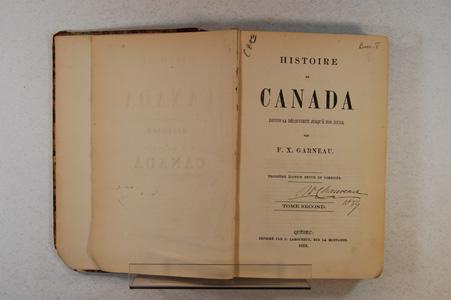 HISTOIRE
DU
CANADA
DEPUIS SA DÉCOUVERTE JUSQU'À NOS JOURS,
PAR
F. X. GARNEAU.
TROISIÈME ÉDITION REVUE ET CORRIGÉE.
TOME SECOND.
QUÉBEC:
IMPRIMÉ PAR P. LAMOUREUX, RUE LA MONTAGNE.
1859.